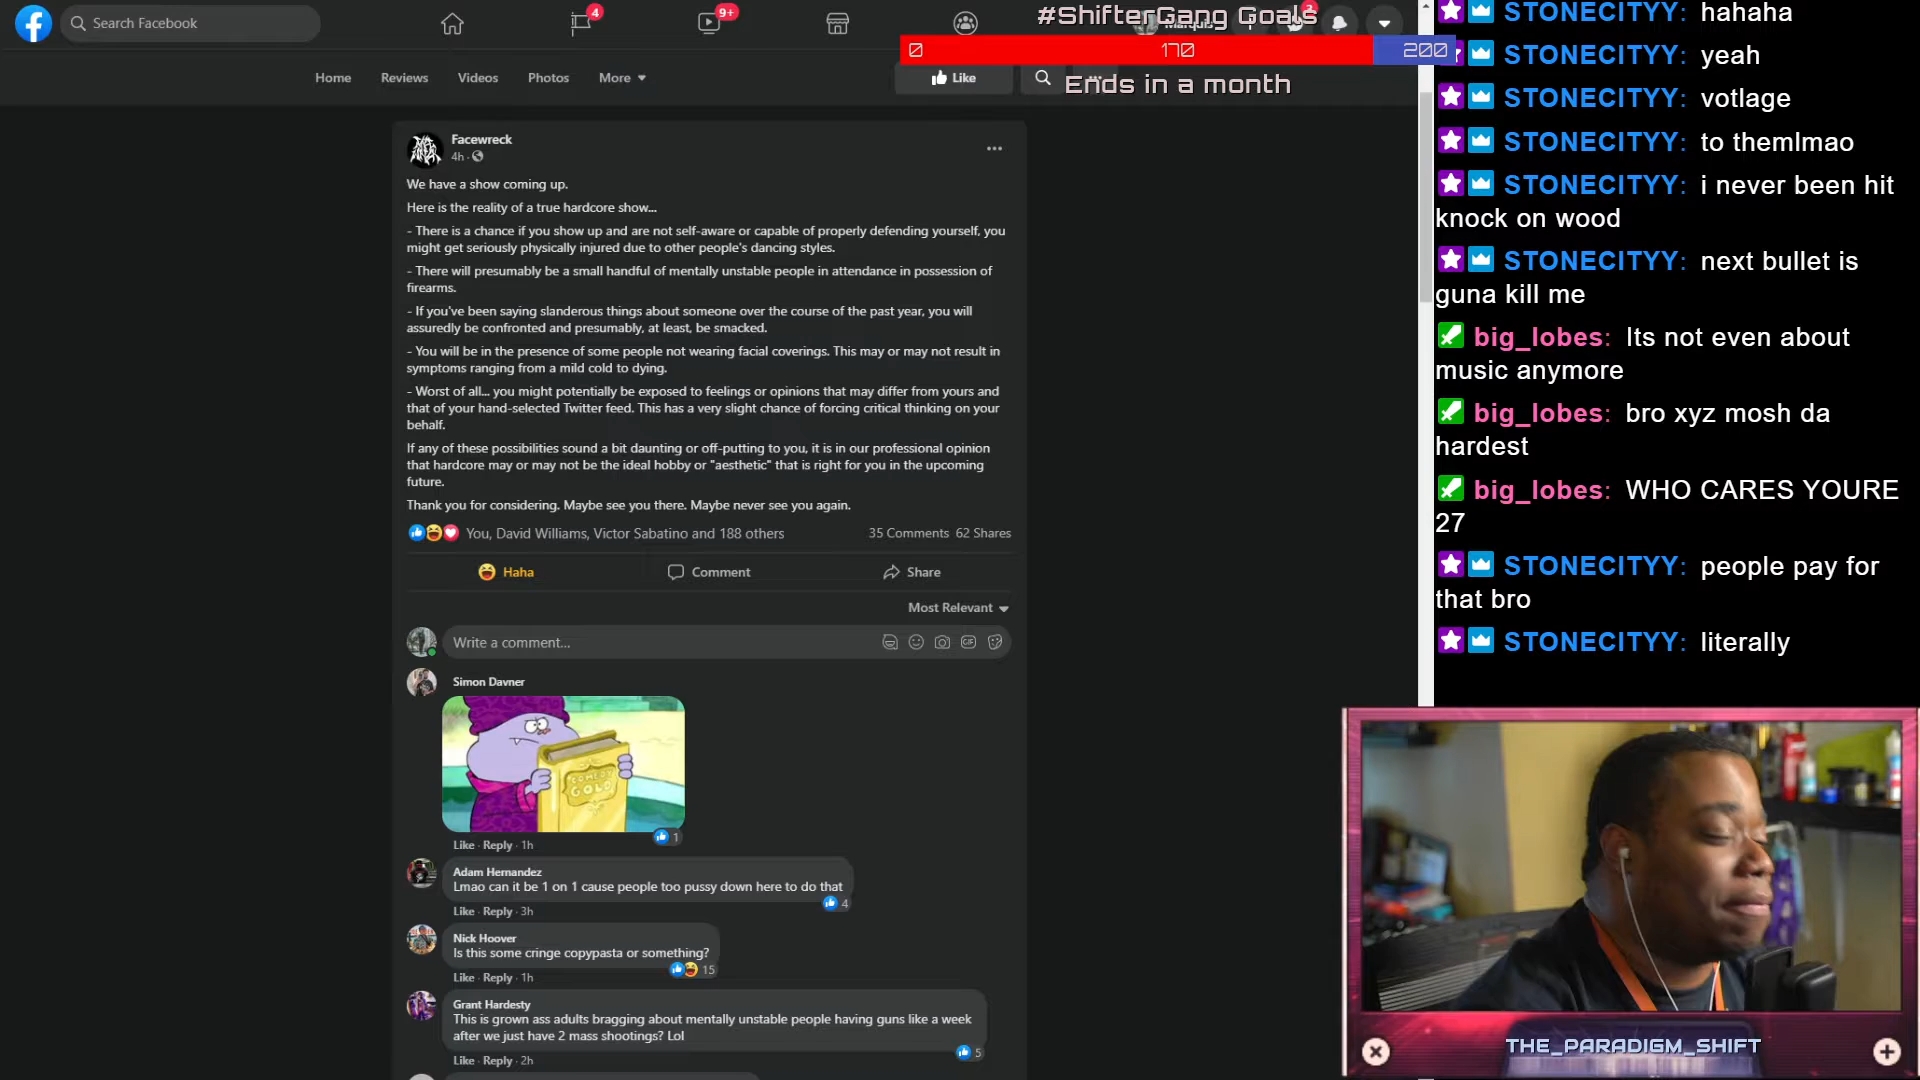 Search Facebook
4
9+
#ShifterGang Goals
0
170
200
Ends in a month
Home
Reviews
Videos
Photos
More
Like
Facewreck
4h
We have a show coming up.
Here is the reality of a true hardcore show...
- There is a chance if you show up and are not self-aware or capable of properly defending yourself, you
might get seriously physically injured due to other people's dancing styles.
- There will presumably be a small handful of mentally unstable people in attendance in possession of
firearms.
- If you've been saying slanderous things about someone over the course of the past year, you will
assuredly be confronted and presumably, at least, be smacked.
- You will be in the presence of some people not wearing facial coverings. This may or may not result in
symptoms ranging from a mild cold to dying.
- Worst of all... you might potentially be exposed to feelings or opinions that may differ from yours and
that of your hand-selected Twitter feed. This has a very slight chance of forcing critical thinking on your
behalf.
If any of these possibilities sound a bit daunting or off-putting to you, it is in our professional opinion
that hardcore may or may not be the ideal hobby or "aesthetic" that is right for you in the upcoming
future.
Thank you for considering. Maybe see you there. Maybe never see you again.
You, David Williams, Victor Sabatino and 188 others
35 Comments 62 Shares
Haha
Comment
Share
Most Relevant
Write a comment...
GIF
Simon Davner
COMEDY
GOLD
1
Like · Reply · 1h
Adam Hernandez
Lmao can it be 1 on 1 cause people too pussy down here to do that
4
Like · Reply · 3h
Nick Hoover
Is this some cringe copypasta or something?
15
Like · Reply · 1h
Grant Hardesty
This is grown ass adults bragging about mentally unstable people having guns like a week
after we just have 2 mass shootings? Lol
5
Like · Reply · 2h
STONECITYY: hahaha
STONECITYY: yeah
STONECITYY: votlage
STONECITYY: to themlmao
STONECITYY: i never been hit
knock on wood
STONECITYY: next bullet is
guna kill me
big_lobes: Its not even about
music anymore
big_lobes: bro xyz mosh da
hardest
big_lobes: WHO CARES YOURE
27
STONECITYY: people pay for
that bro
STONECITYY: literally
THE_PARADIGM_SHIFT